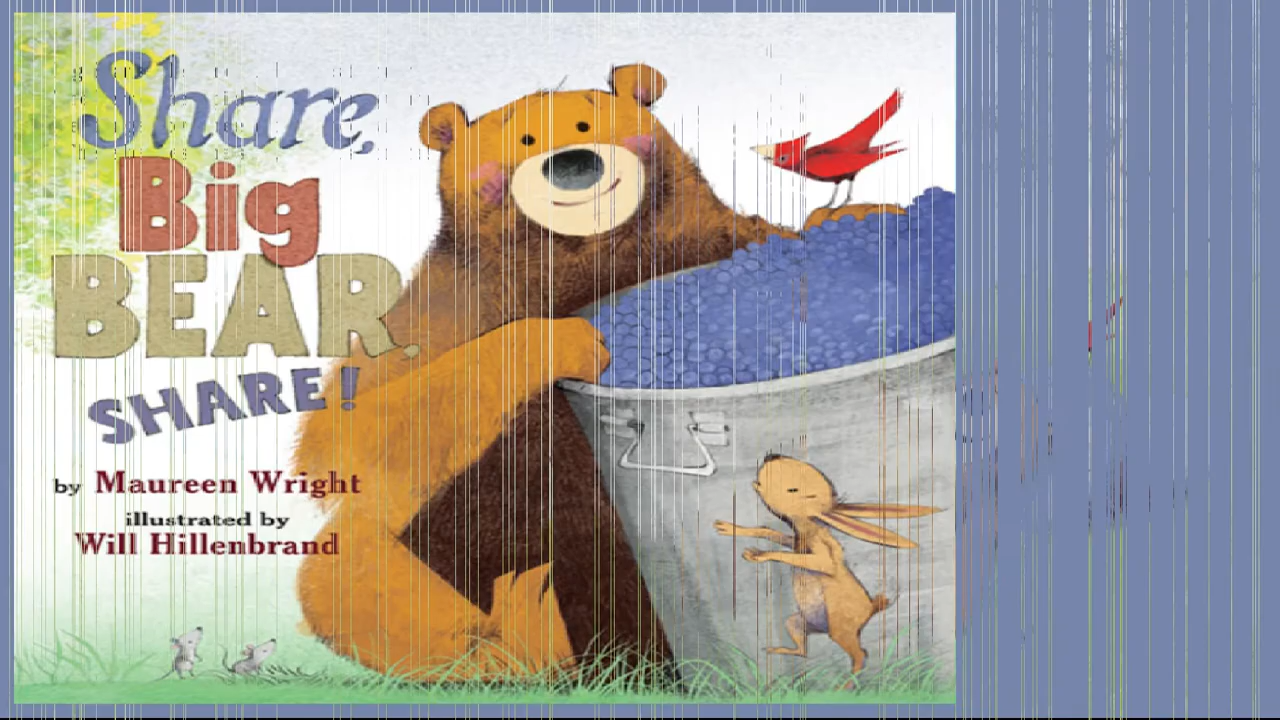 Share,
Big
BEAR,
SHARE!
by Maureen Wright
illustrated by
Will Hillenbrand